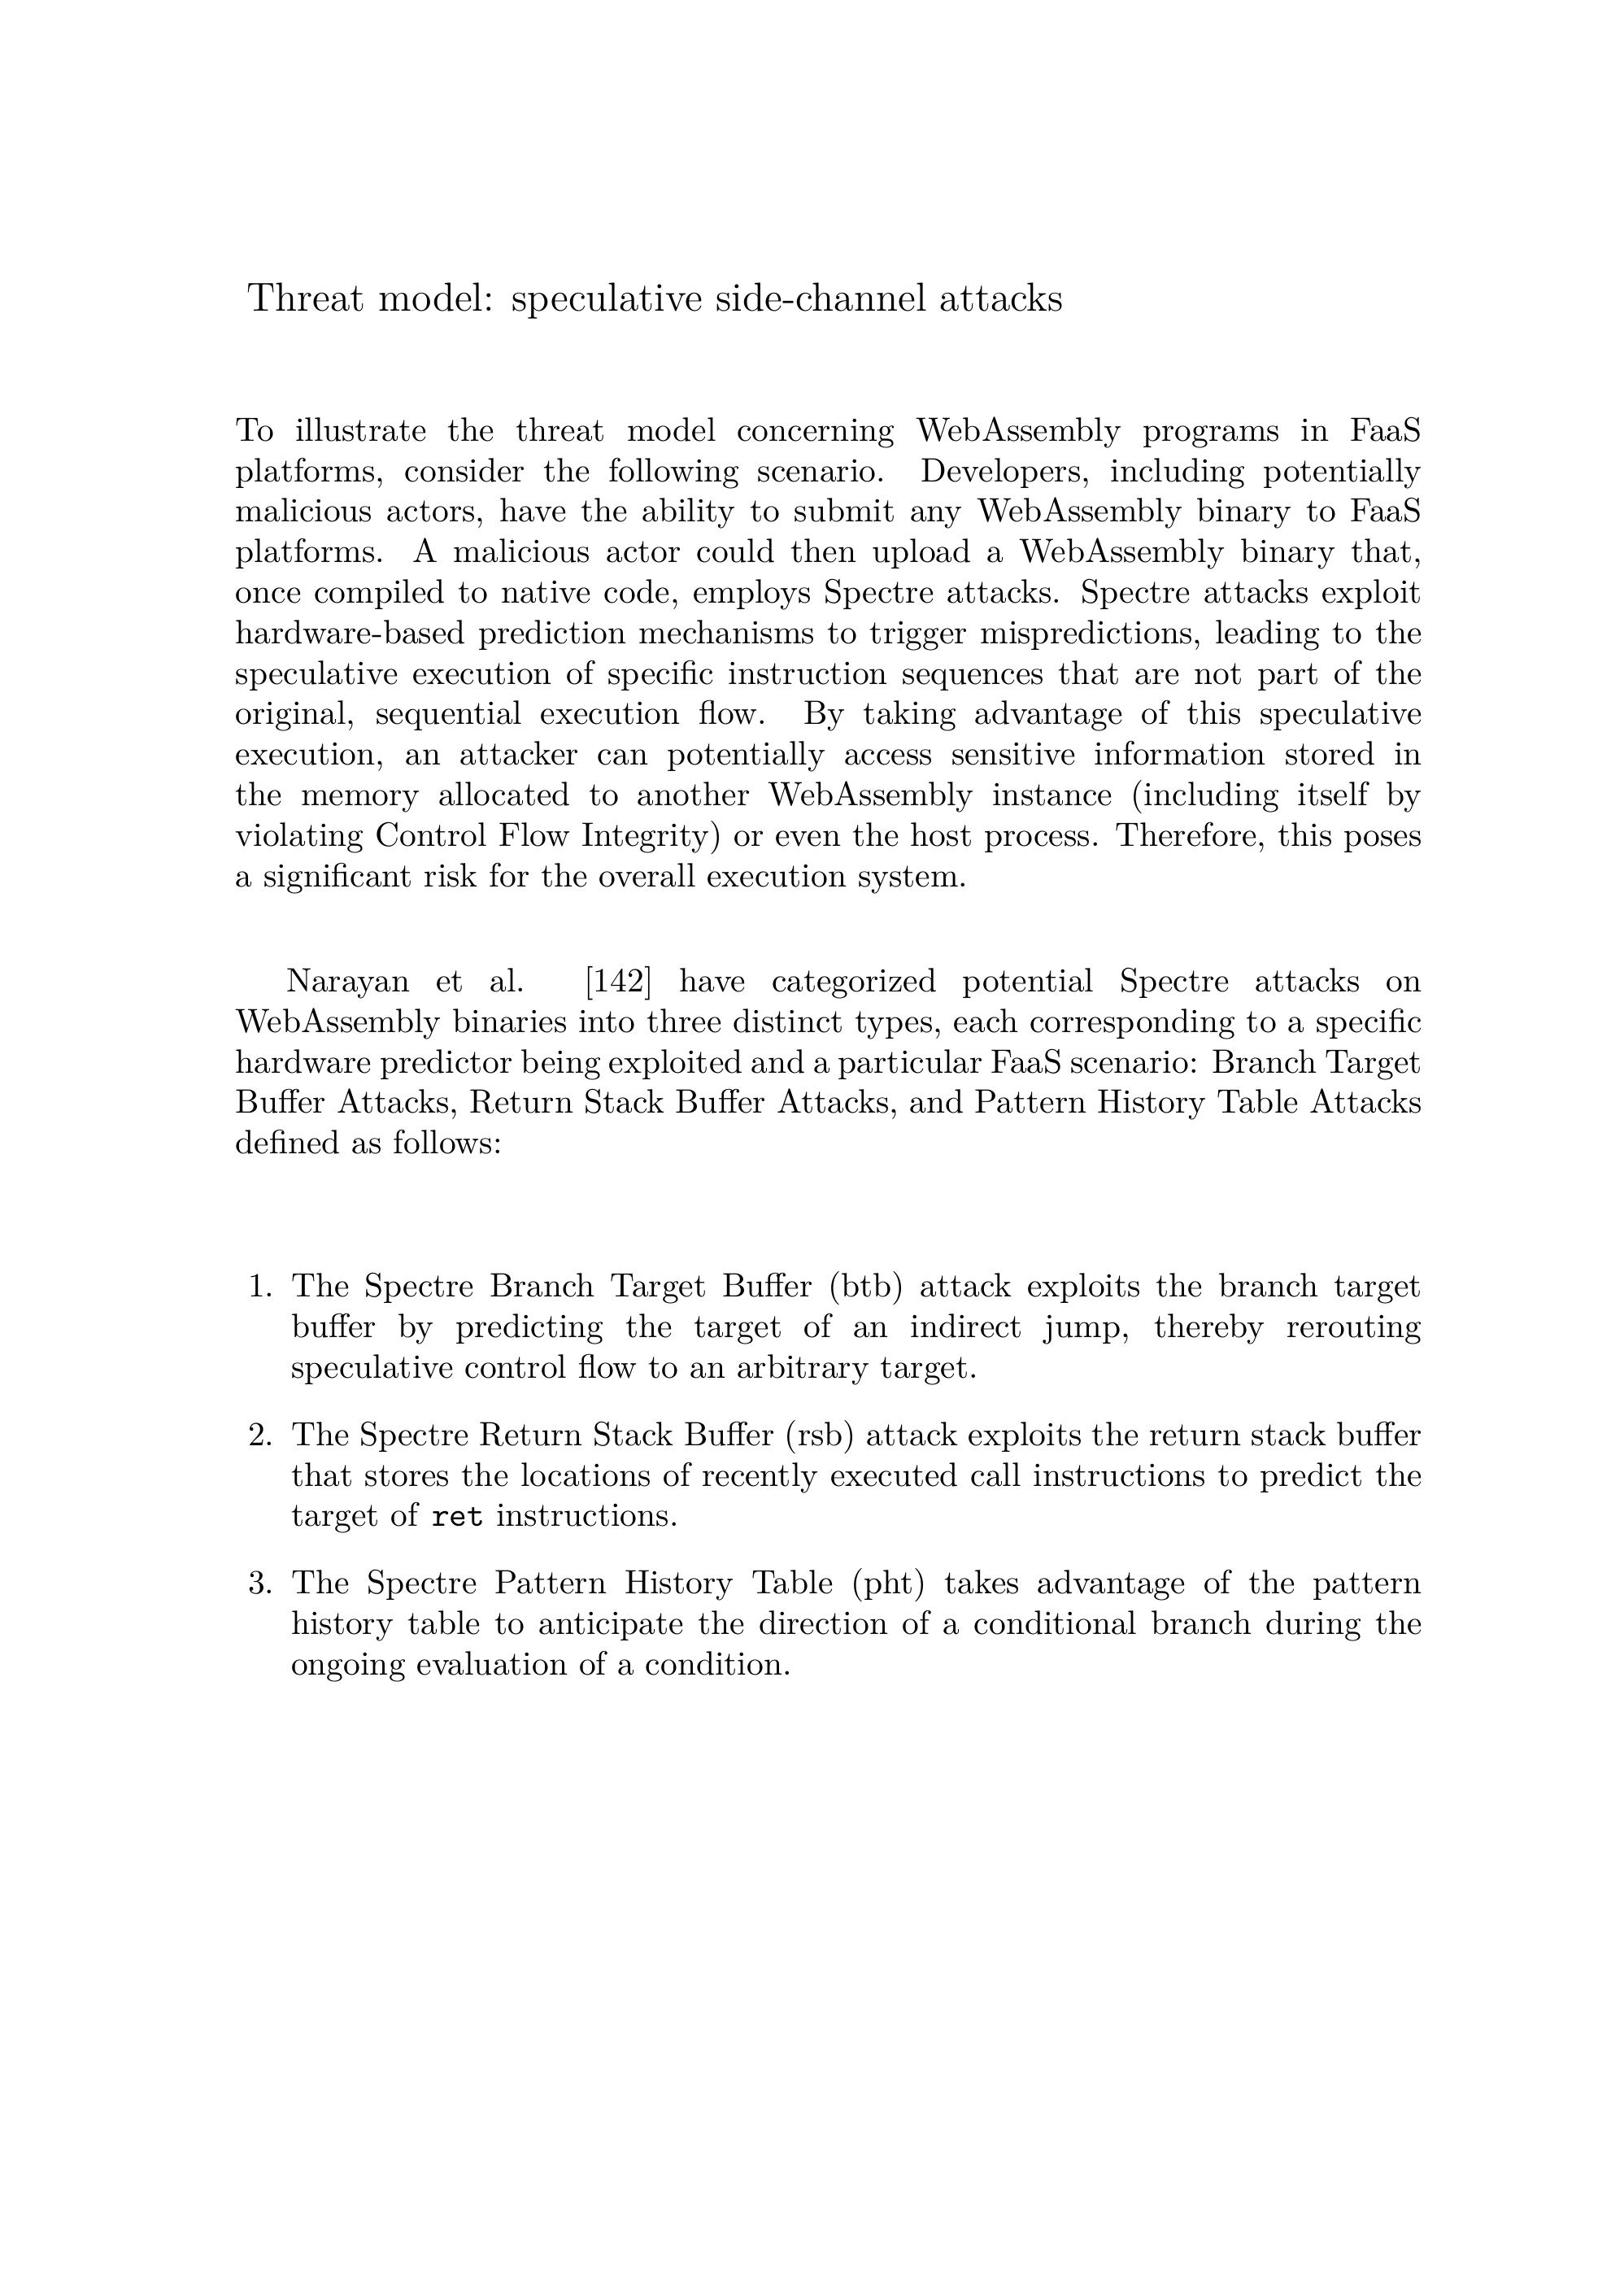 Threat model: speculative side-channel attacks
To illustrate the threat model concerning WebAssembly programs in FaaS
platforms, consider the following scenario. Developers, including potentially
malicious actors, have the ability to submit any WebAssembly binary to FaaS
platforms. A malicious actor could then upload a WebAssembly binary that,
once compiled to native code, employs Spectre attacks. Spectre attacks exploit
hardware-based prediction mechanisms to trigger mispredictions, leading to the
speculative execution of specific instruction sequences that are not part of the
original, sequential execution flow. By taking advantage of this speculative
execution, an attacker can potentially access sensitive information stored in
the memory allocated to another WebAssembly instance (including itself by
violating Control Flow Integrity) or even the host process. Therefore, this poses
a significant risk for the overall execution system.
Narayan et al. [142] have categorized potential Spectre attacks on
WebAssembly binaries into three distinct types, each corresponding to a specific
hardware predictor being exploited and a particular FaaS scenario: Branch Target
Buffer Attacks, Return Stack Buffer Attacks, and Pattern History Table Attacks
defined as follows:
1. The Spectre Branch Target Buffer (btb) attack exploits the branch target
buffer by predicting the target of an indirect jump, thereby rerouting
speculative control flow to an arbitrary target.
2. The Spectre Return Stack Buffer (rsb) attack exploits the return stack buffer
that stores the locations of recently executed call instructions to predict the
target of ret instructions.
3. The Spectre Pattern History Table (pht) takes advantage of the pattern
history table to anticipate the direction of a conditional branch during the
ongoing evaluation of a condition.